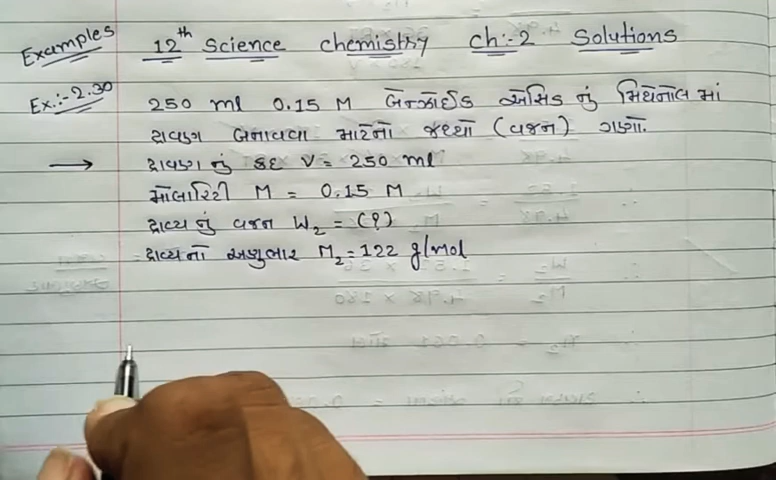 Examples 12th Science chemistry ch:-2 Solutions
Ex:-2.30 250 ml 0.15 M બેન્ઝોઈક એસિડ નું મિથેનોલ માં
દ્રાવણ બનાવવા માટેનો જથ્થો (વજન) ગણો.
→ દ્રાવણ નું કદ V = 250 ml
મોલારિટી M = 0.15 M
દ્રાવ્ય નું વજન W₂ = (?)
દ્રાવ્યનો અણુભાર M₂ = 122 g/mol